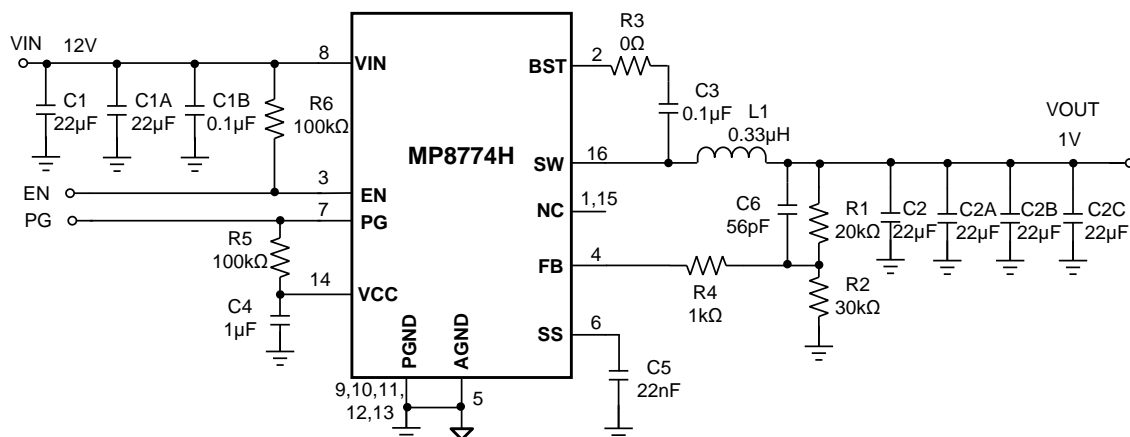 VIN
12V
8
VIN
C1
22µF
C1A
22µF
C1B
0.1µF
R6
100kΩ
EN
3
EN
PG
7
PG
R5
100kΩ
14
VCC
C4
1µF
MP8774H
PGND
AGND
9,10,11,
12,13
5
BST
2
R3
0Ω
C3
0.1µF
SW
16
L1
0.33µH
NC
1,15
FB
4
R4
1kΩ
C6
56pF
R1
20kΩ
R2
30kΩ
SS
6
C5
22nF
C2
22µF
C2A
22µF
C2B
22µF
C2C
22µF
VOUT
1V